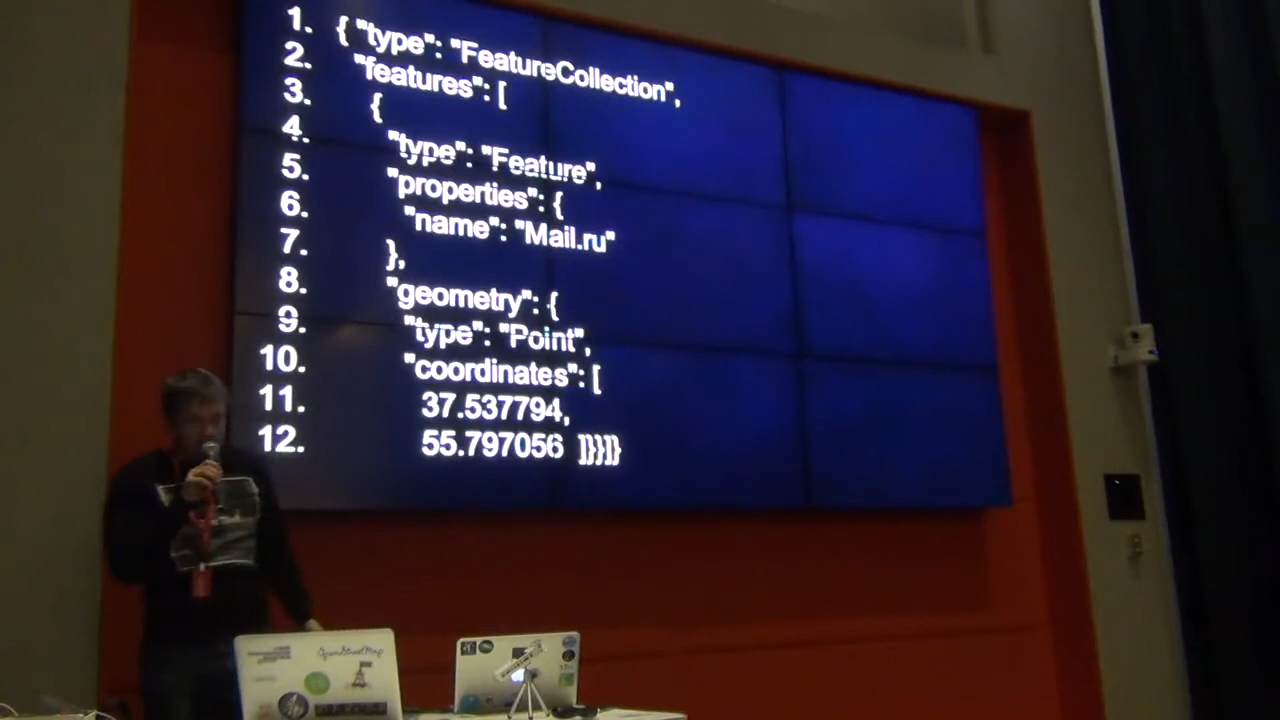 1. { "type": "FeatureCollection",
2. "features": [
3. {
4. "type": "Feature",
5. "properties": {
6. "name": "Mail.ru"
7. },
8. "geometry": {
9. "type": "Point",
10. "coordinates": [
11. 37.537794,
12. 55.797056 ]}}]}
OpenStreetMap